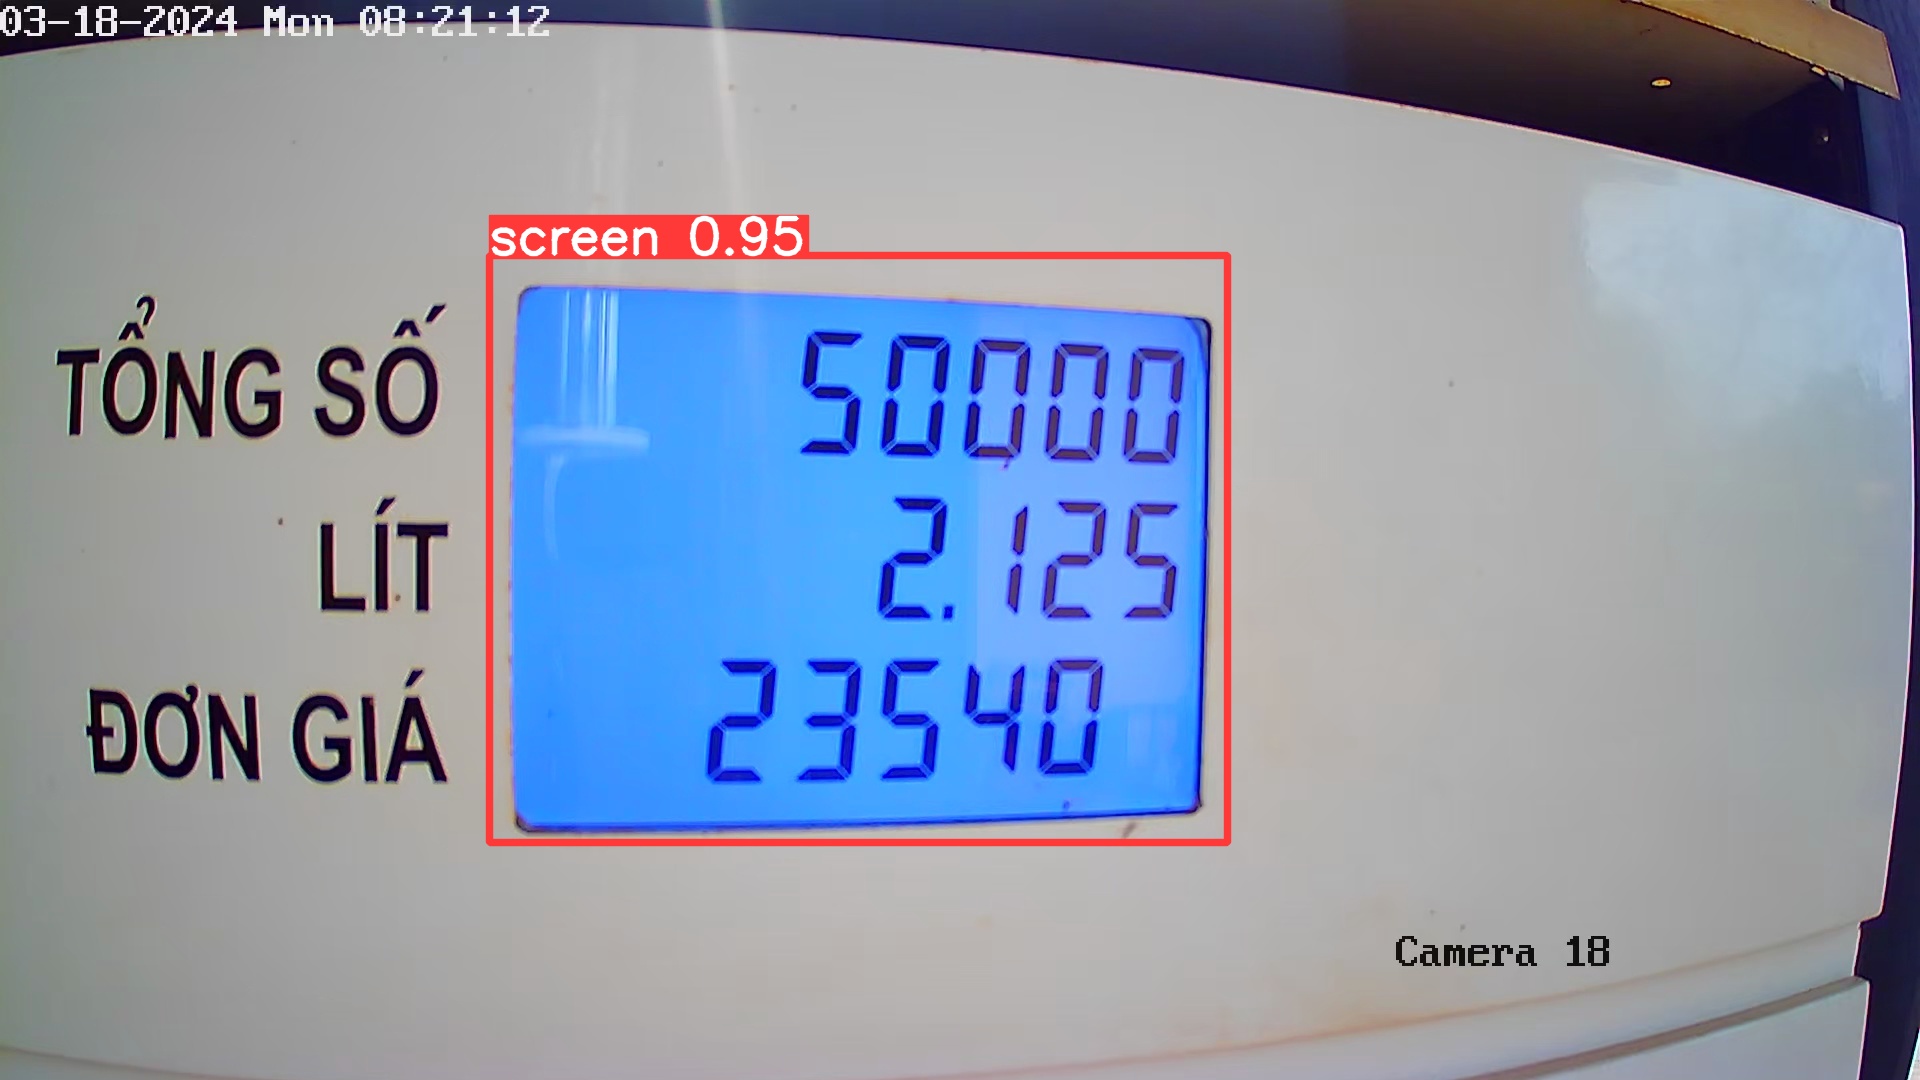 03-18-2024 Mon 08:21:12
screen 0.95
TỔNG SỐ 50000
LÍT 2.125
ĐƠN GIÁ 23540
Camera 18